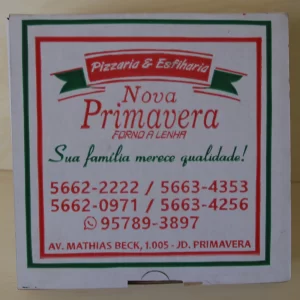 Pizzaria & Esfiharia
Nova
Primavera
FORNO A LENHA
Sua família merece qualidade!
5662-2222 / 5663-4353
5662-0971 / 5663-4256
95789-3897
AV. MATHIAS BECK, 1.005 - JD. PRIMAVERA